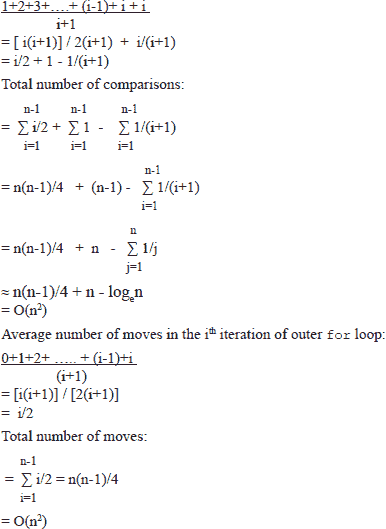 1+2+3+….+ (i-1)+ i + i
i+1
= [ i(i+1)] / 2(i+1) + i/(i+1)
= i/2 + 1 - 1/(i+1)
Total number of comparisons:
n-1 n-1 n-1
= ∑ i/2 + ∑ 1 - ∑ 1/(i+1)
i=1 i=1 i=1
n-1
= n(n-1)/4 + (n-1) - ∑ 1/(i+1)
i=1
n
= n(n-1)/4 + n - ∑ 1/j
j=1
≈ n(n-1)/4 + n - logₑn
= O(n²)
Average number of moves in the iᵗʰ iteration of outer for loop:
0+1+2+ ….. + (i-1)+i
(i+1)
= [i(i+1)] / [2(i+1)]
= i/2
Total number of moves:
n-1
= ∑ i/2 = n(n-1)/4
i=1
= O(n²)